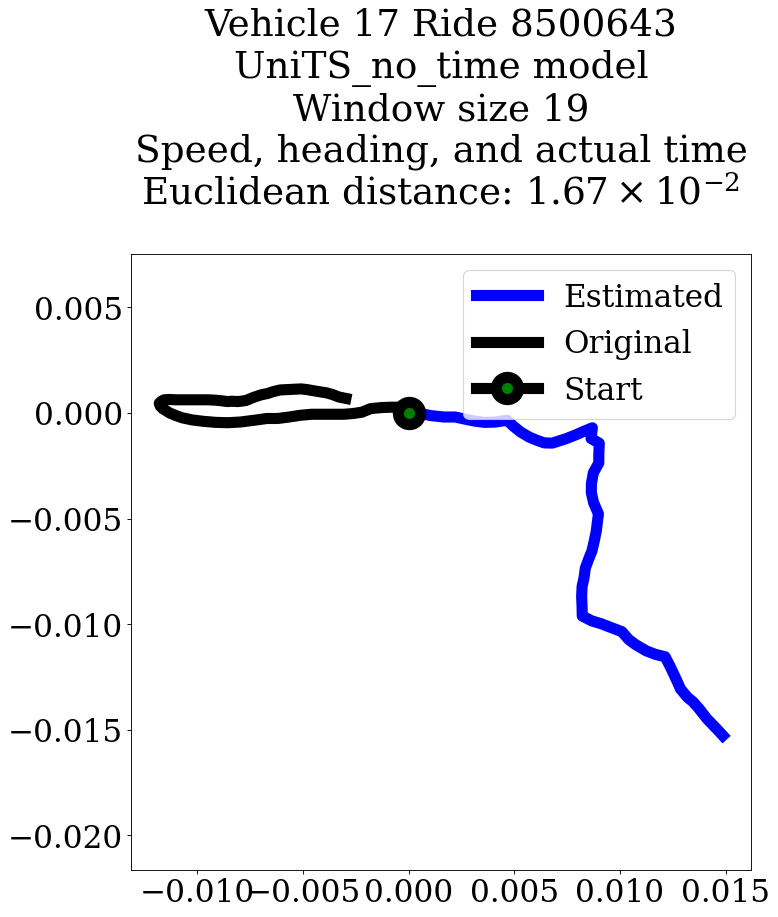 Vehicle 17 Ride 8500643
UniTS_no_time model
Window size 19
Speed, heading, and actual time
Euclidean distance: 1.67 × 10⁻²
Estimated
Original
Start
0.005
0.000
−0.005
−0.010
−0.015
−0.020
−0.010 −0.005 0.000 0.005 0.010 0.015